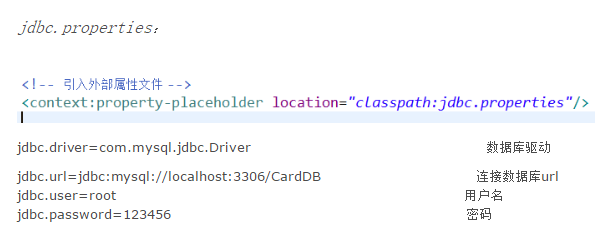 jdbc.properties：
<!-- 引入外部属性文件 -->
<context:property-placeholder location="classpath:jdbc.properties"/>
jdbc.driver=com.mysql.jdbc.Driver 数据库驱动
jdbc.url=jdbc:mysql://localhost:3306/CardDB 连接数据库url
jdbc.user=root 用户名
jdbc.password=123456 密码